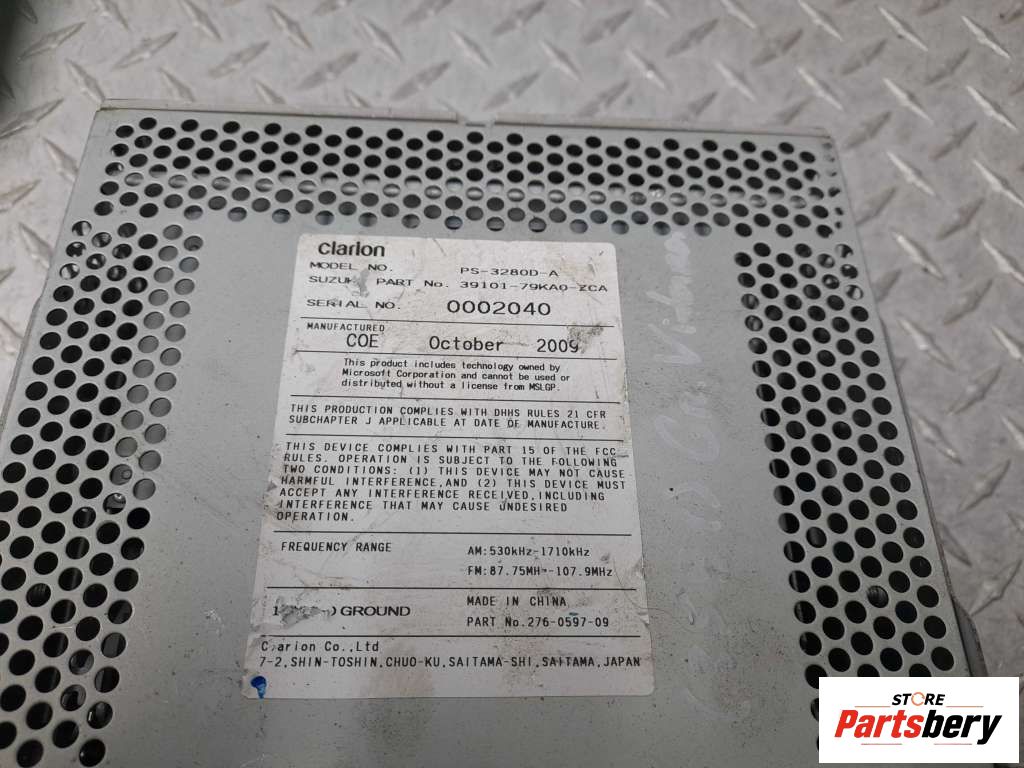 clarion
MODEL NO. PS-3280D-A
SUZUKI PART No. 39101-79KA0-ZCA
SERIAL NO. 0002040
MANUFACTURED
COE October 2009
This product includes technology owned by
Microsoft Corporation and cannot be used or
distributed without a license from MSLGP.
THIS PRODUCTION COMPLIES WITH DHHS RULES 21 CFR
SUBCHAPTER J APPLICABLE AT DATE OF MANUFACTURE.
THIS DEVICE COMPLIES WITH PART 15 OF THE FCC
RULES. OPERATION IS SUBJECT TO THE FOLLOWING
TWO CONDITIONS: (1) THIS DEVICE MAY NOT CAUSE
HARMFUL INTERFERENCE,AND (2) THIS DEVICE MUST
ACCEPT ANY INTERFERENCE RECEIVED,INCLUDING
INTERFERENCE THAT MAY CAUSE UNDESIRED
OPERATION.
FREQUENCY RANGE AM:530kHz-1710kHz
FM:87.75MHz-107.9MHz
GROUND MADE IN CHINA
PART No.276-0597-09
Clarion Co.,Ltd
7-2,SHIN-TOSHIN,CHUO-KU,SAITAMA-SHI,SAITAMA,JAPAN
STORE
Partsbery